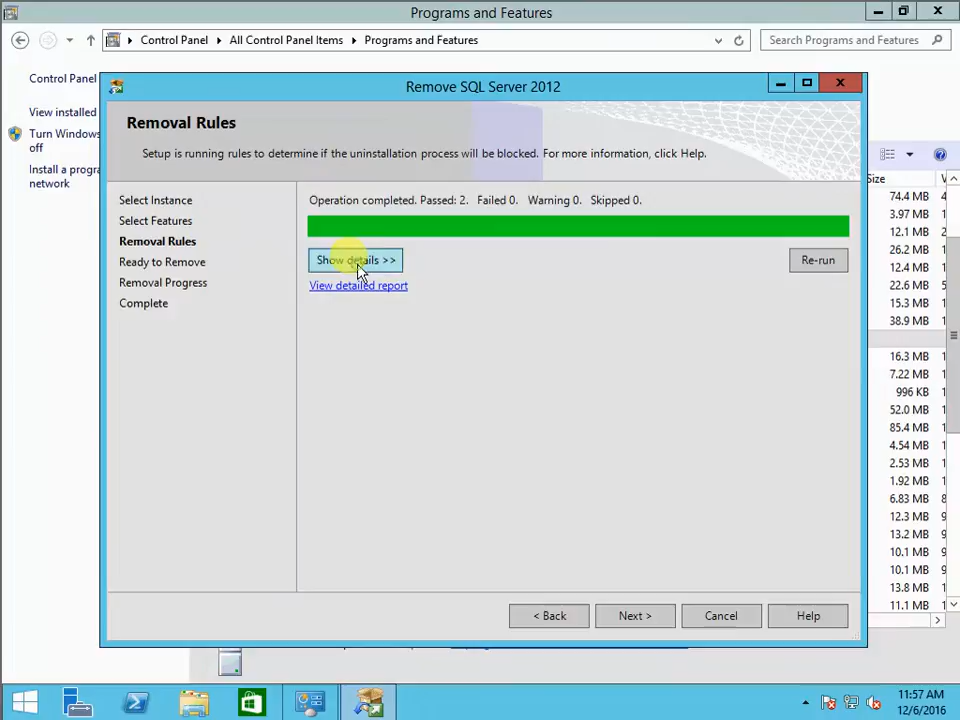 Programs and Features
Control Panel
All Control Panel Items
Programs and Features
Search Programs and Features
Control Panel
View installed
Turn Windows
off
Install a progra
network
Remove SQL Server 2012
Removal Rules
Setup is running rules to determine if the uninstallation process will be blocked. For more information, click Help.
Select Instance
Select Features
Removal Rules
Ready to Remove
Removal Progress
Complete
Operation completed. Passed: 2. Failed 0. Warning 0. Skipped 0.
Show details >>
Re-run
View detailed report
< Back
Next >
Cancel
Help
Size
74.4 MB
3.97 MB
12.1 MB
26.2 MB
12.4 MB
22.6 MB
15.3 MB
38.9 MB
16.3 MB
7.22 MB
996 KB
52.0 MB
85.4 MB
4.54 MB
2.53 MB
1.92 MB
6.83 MB
12.3 MB
13.2 MB
10.1 MB
10.1 MB
13.8 MB
11.1 MB
11:57 AM
12/6/2016